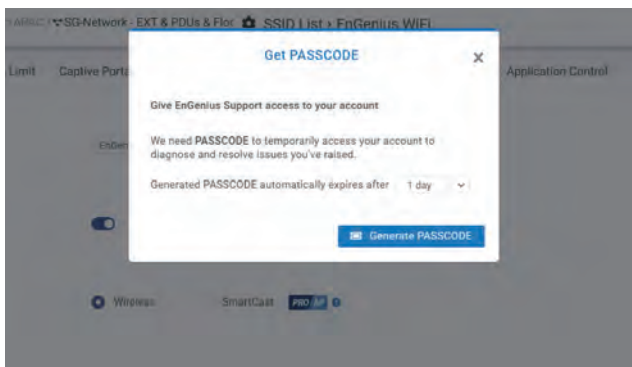 SG-Network - EXT & PDUs & Flor SSID List > EnGenius WiFi
Get PASSCODE
Limit Captive Porta Application Control
Give EnGenius Support access to your account
We need PASSCODE to temporarily access your account to
diagnose and resolve issues you've raised.
EnGen
Generated PASSCODE automatically expires after 1 day
Generate PASSCODE
Wireless SmartCast PRO AP